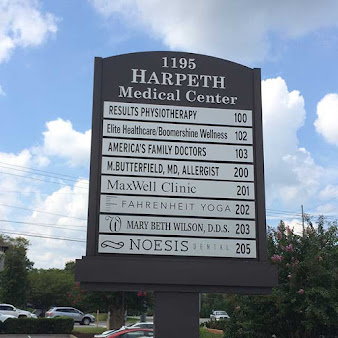 1195
HARPETH
Medical Center
RESULTS PHYSIOTHERAPY 100
Elite Healthcare/Boomershine Wellness 102
AMERICA'S FAMILY DOCTORS 103
M.BUTTERFIELD, MD, ALLERGIST 200
MaxWell Clinic 201
FAHRENHEIT YOGA 202
MARY BETH WILSON, D.D.S. 203
NOESIS DENTAL 205